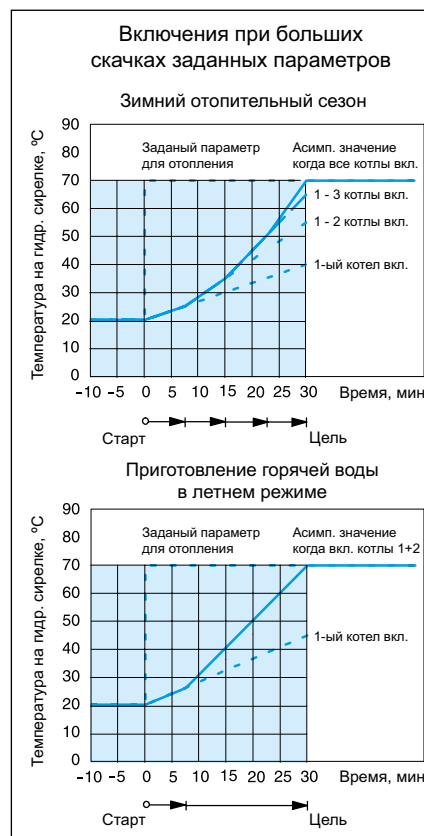 Включения при больших
скачках заданных параметров
Зимний отопительный сезон
Температура на гидр. сирелке, ºС
90
80
70
60
50
40
30
20
10
0
Заданый параметр
для отопления
Асимп. значение
когда все котлы вкл.
1 - 3 котлы вкл.
1 - 2 котлы вкл.
1-ый котел вкл.
-10 -5 0 5 10 15 20 25 30 Время, мин
Старт Цель
Приготовление горячей воды
в летнем режиме
Температура на гидр. сирелке, ºС
90
80
70
60
50
40
30
20
10
0
Заданый параметр
для отопления
Асимп. значение
когда вкл. котлы 1+2
1-ый котел вкл.
-10 -5 0 5 10 15 20 25 30 Время, мин
Старт Цель